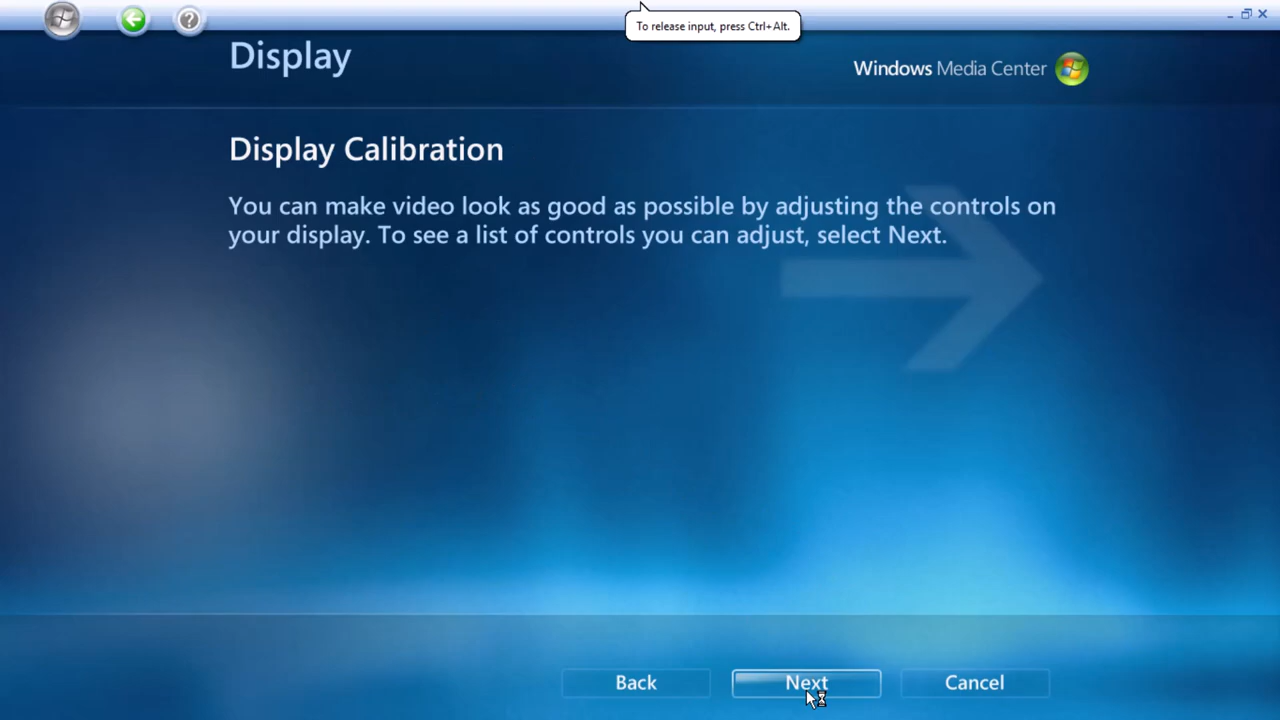 To release input, press Ctrl+Alt.
Display
Windows Media Center
Display Calibration
You can make video look as good as possible by adjusting the controls on
your display. To see a list of controls you can adjust, select Next.
Back
Next
Cancel